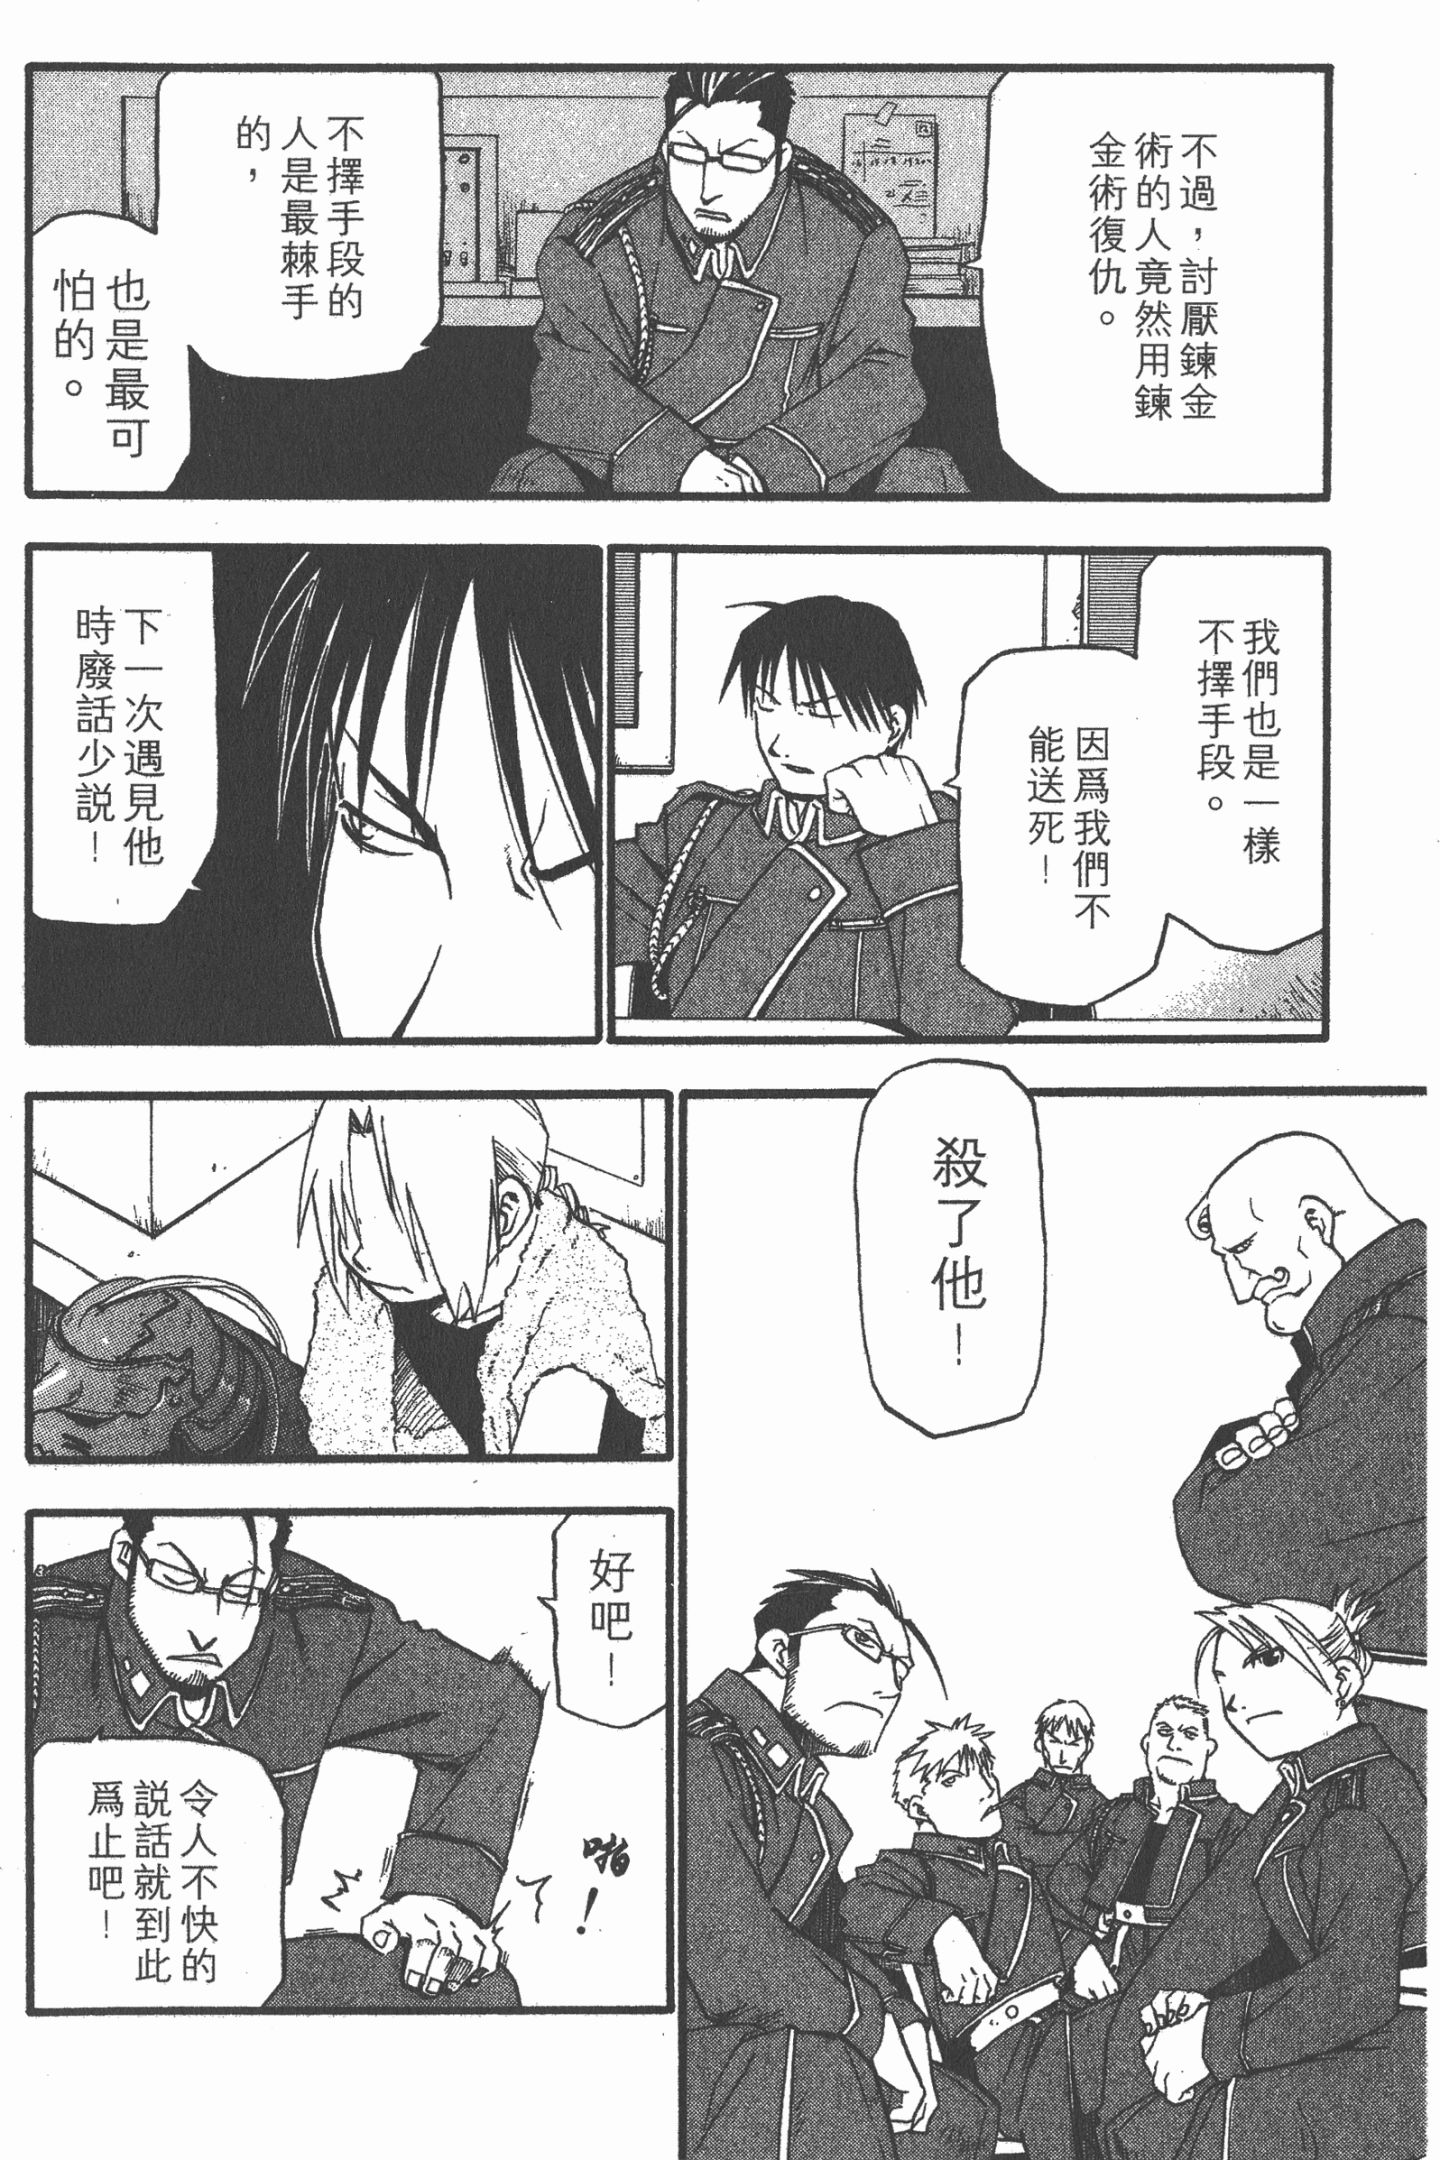 不過，討厭鍊金
術的人竟然用鍊
金術復仇。
不擇手段的
人是最棘手
的，
也是最可
怕的。
我們也是一樣
不擇手段。
因爲我們不
能送死！
下一次遇見他
時廢話少說！
殺了他！
好吧！
啪！
令人不快的
說話就到此
爲止吧！